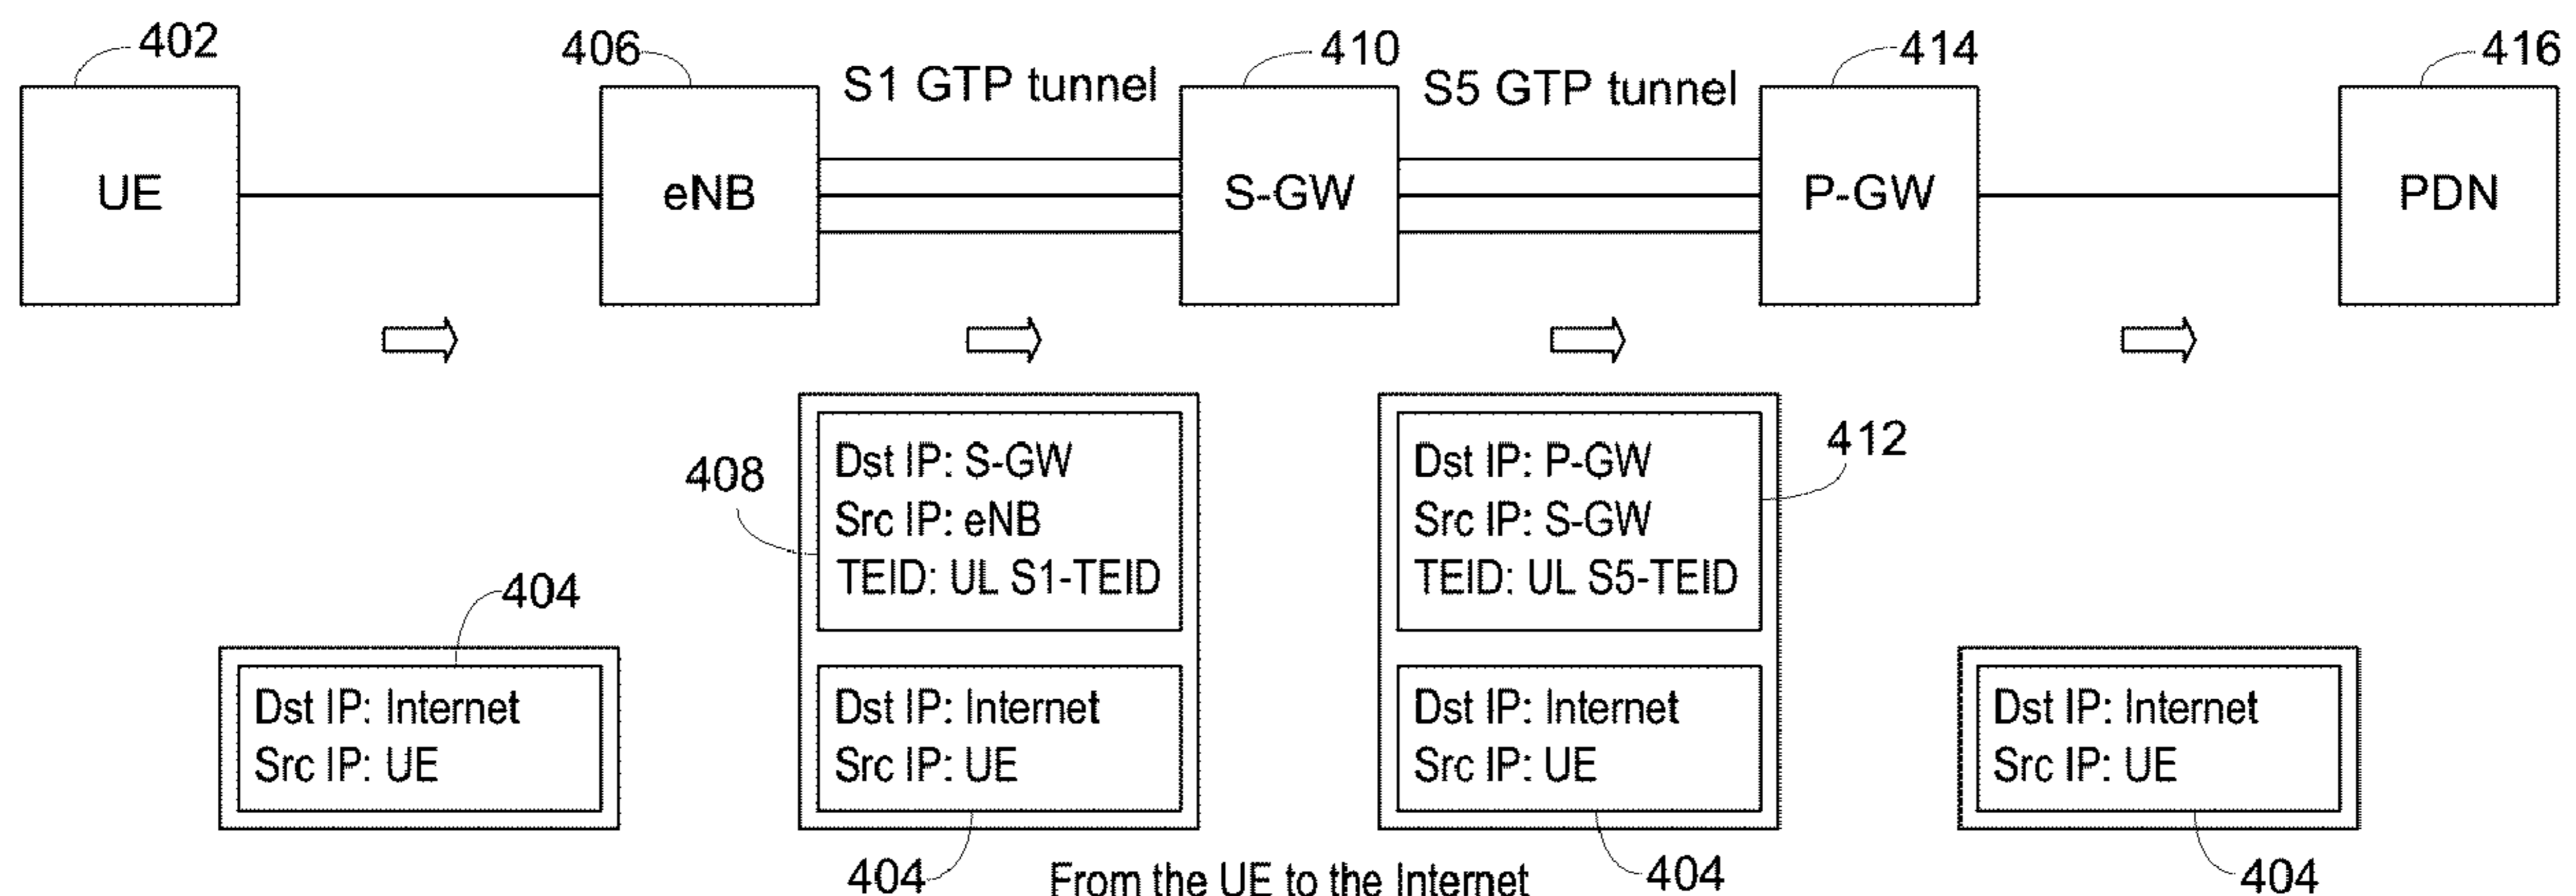 402
406
S1 GTP tunnel
410
S5 GTP tunnel
414
416
UE
eNB
S-GW
P-GW
PDN
408
Dst IP: S-GW
Src IP: eNB
TEID: UL S1-TEID
Dst IP: P-GW
Src IP: S-GW
TEID: UL S5-TEID
412
404
Dst IP: Internet
Src IP: UE
Dst IP: Internet
Src IP: UE
Dst IP: Internet
Src IP: UE
Dst IP: Internet
Src IP: UE
404
From the UE to the Internet
404
404